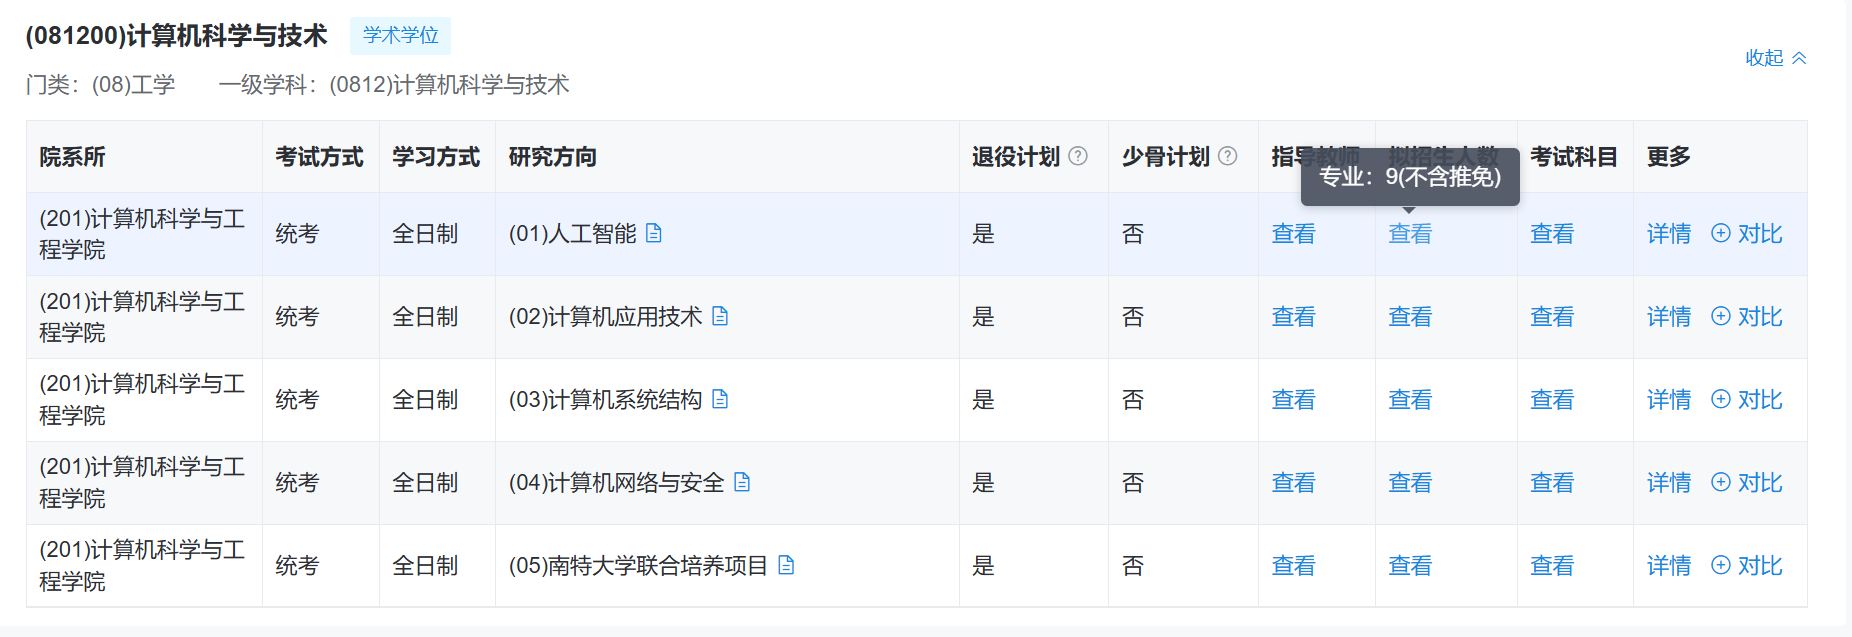 (081200)计算机科学与技术 学术学位
收起
门类：(08)工学 一级学科：(0812)计算机科学与技术
院系所 考试方式 学习方式 研究方向 退役计划 少骨计划 指导教师 拟招生人数 考试科目 更多
专业：9(不含推免)
(201)计算机科学与工
程学院
统考 全日制 (01)人工智能 是 否 查看 查看 查看 详情 对比
(201)计算机科学与工
程学院
统考 全日制 (02)计算机应用技术 是 否 查看 查看 查看 详情 对比
(201)计算机科学与工
程学院
统考 全日制 (03)计算机系统结构 是 否 查看 查看 查看 详情 对比
(201)计算机科学与工
程学院
统考 全日制 (04)计算机网络与安全 是 否 查看 查看 查看 详情 对比
(201)计算机科学与工
程学院
统考 全日制 (05)南特大学联合培养项目 是 否 查看 查看 查看 详情 对比